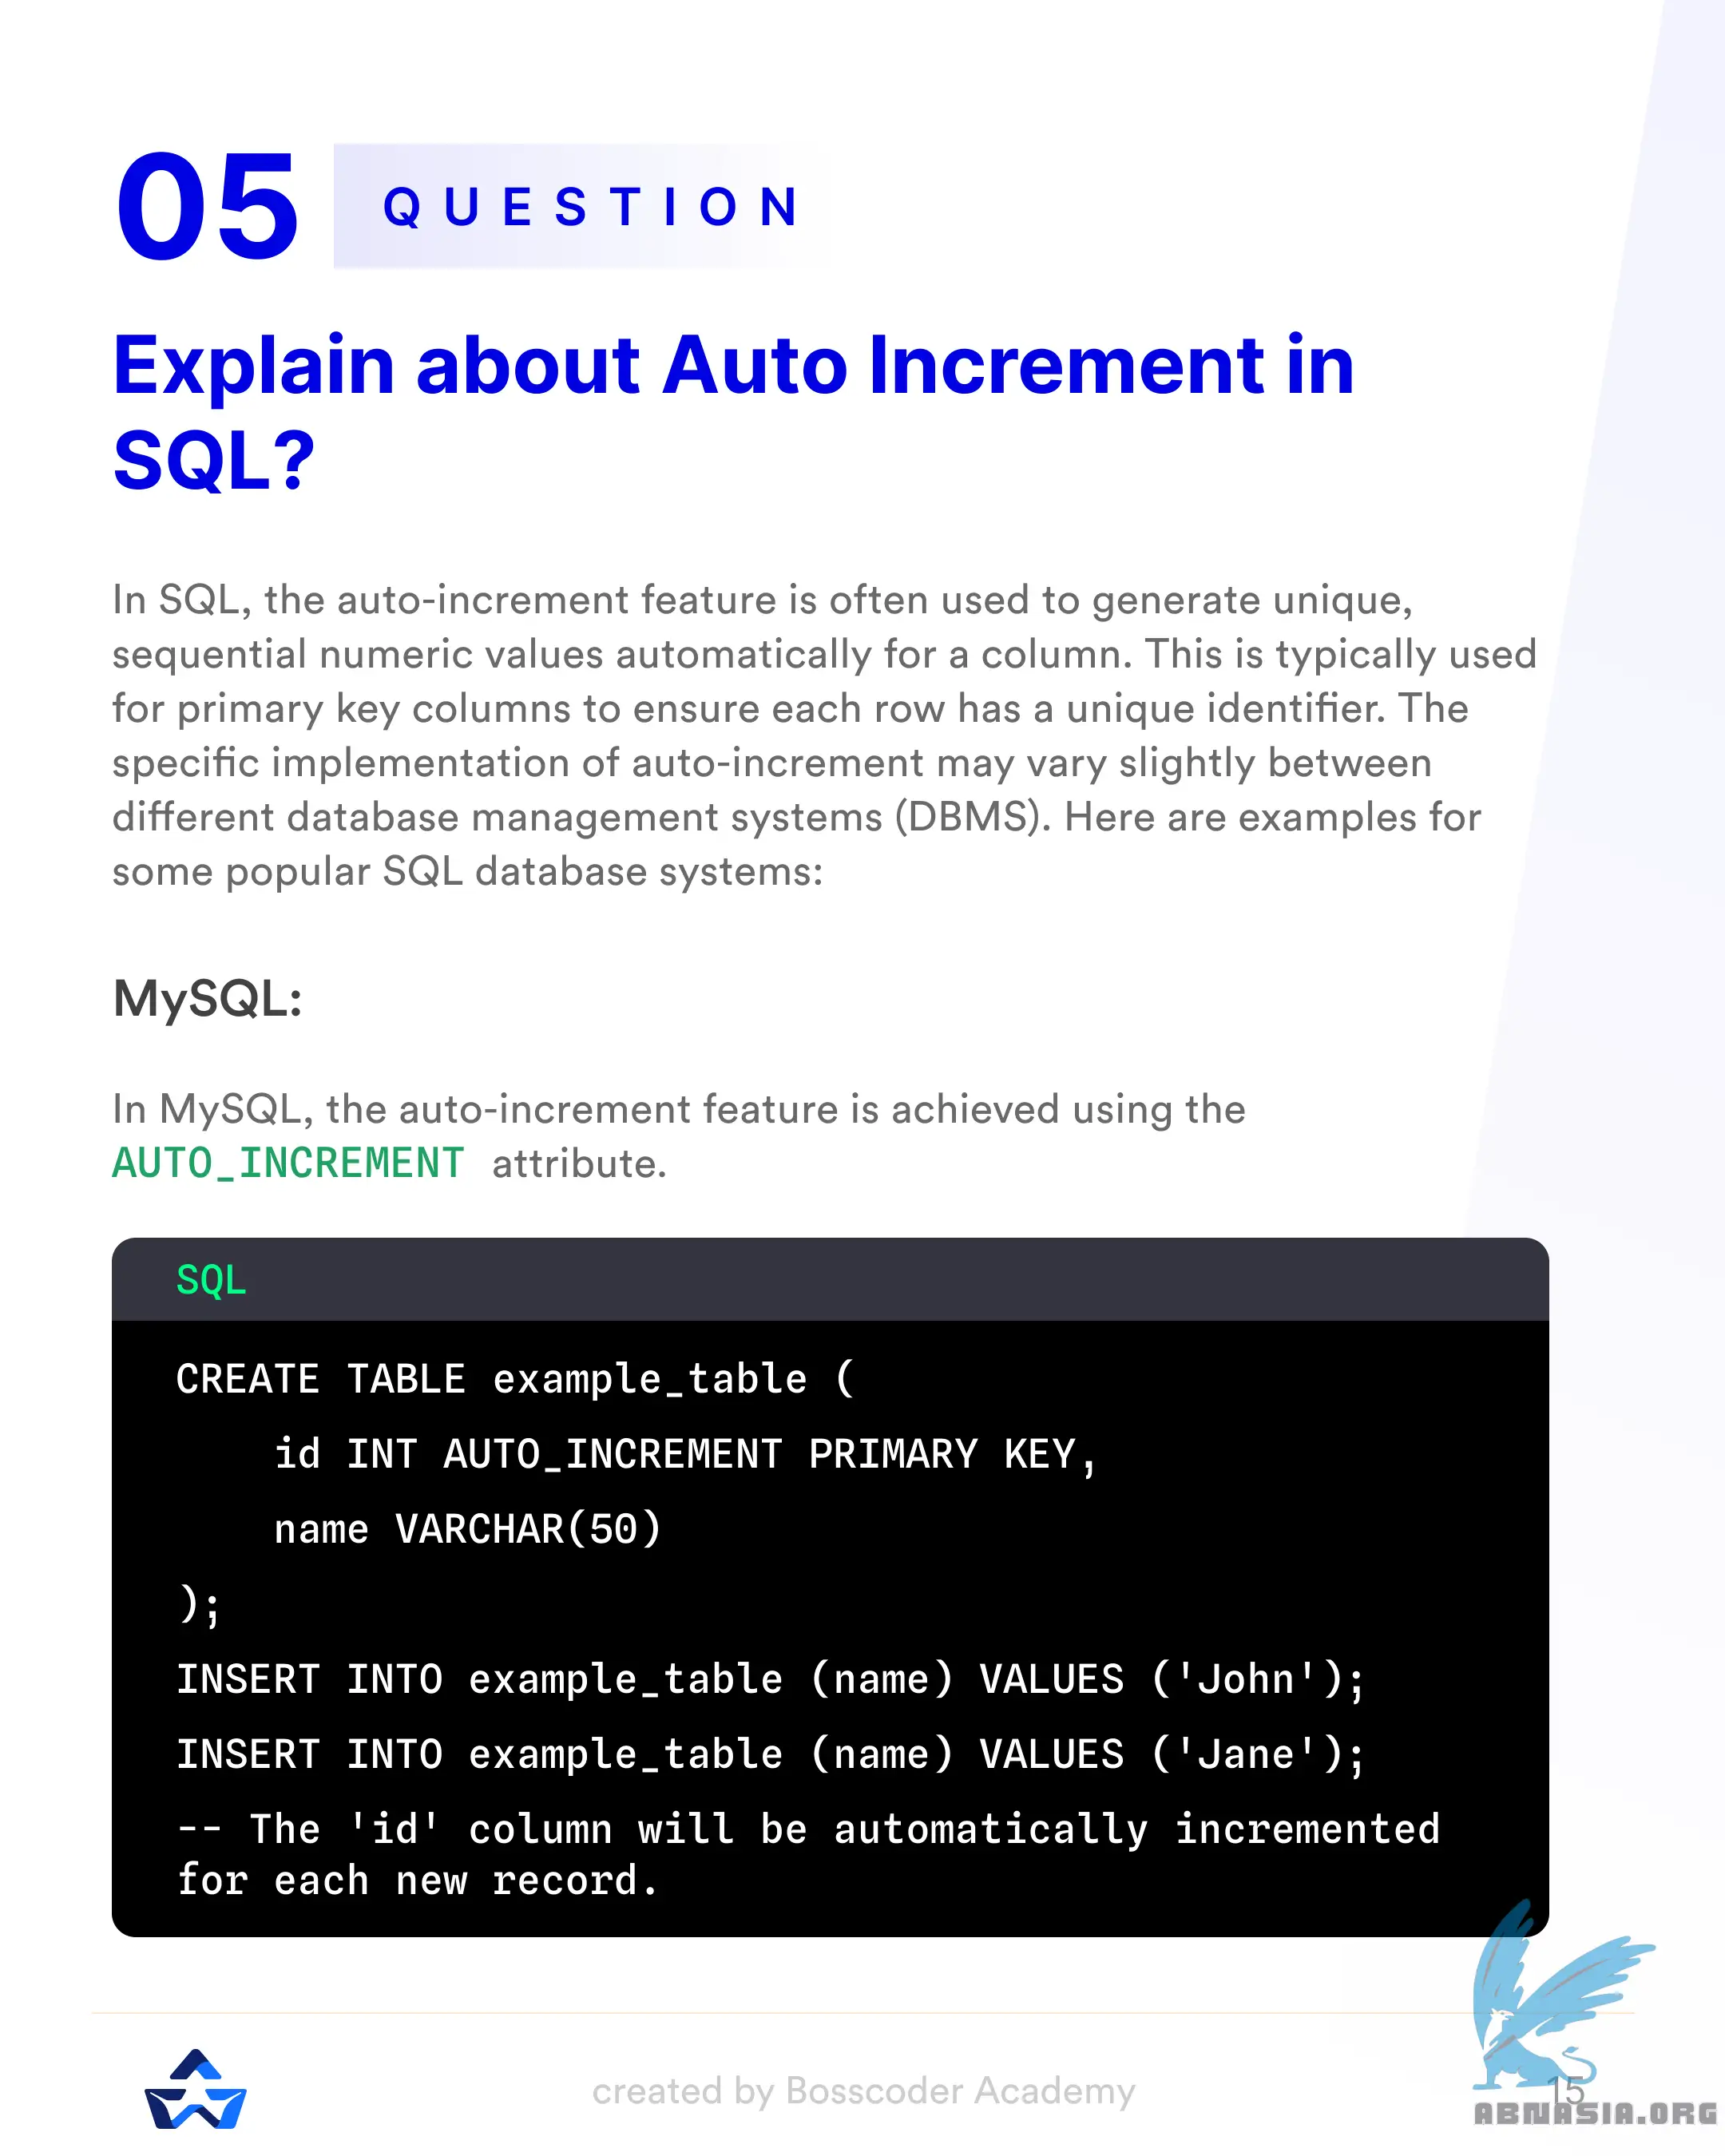 05 QUESTION
Explain about Auto Increment in
SQL?
In SQL, the auto-increment feature is often used to generate unique,
sequential numeric values automatically for a column. This is typically used
for primary key columns to ensure each row has a unique identifier. The
specific implementation of auto-increment may vary slightly between
different database management systems (DBMS). Here are examples for
some popular SQL database systems:
MySQL:
In MySQL, the auto-increment feature is achieved using the
AUTO_INCREMENT attribute.
SQL
CREATE TABLE example_table (
    id INT AUTO_INCREMENT PRIMARY KEY,
    name VARCHAR(50)
);
INSERT INTO example_table (name) VALUES ('John');
INSERT INTO example_table (name) VALUES ('Jane');
-- The 'id' column will be automatically incremented
for each new record.
created by Bosscoder Academy
15
ABNASIA.ORG